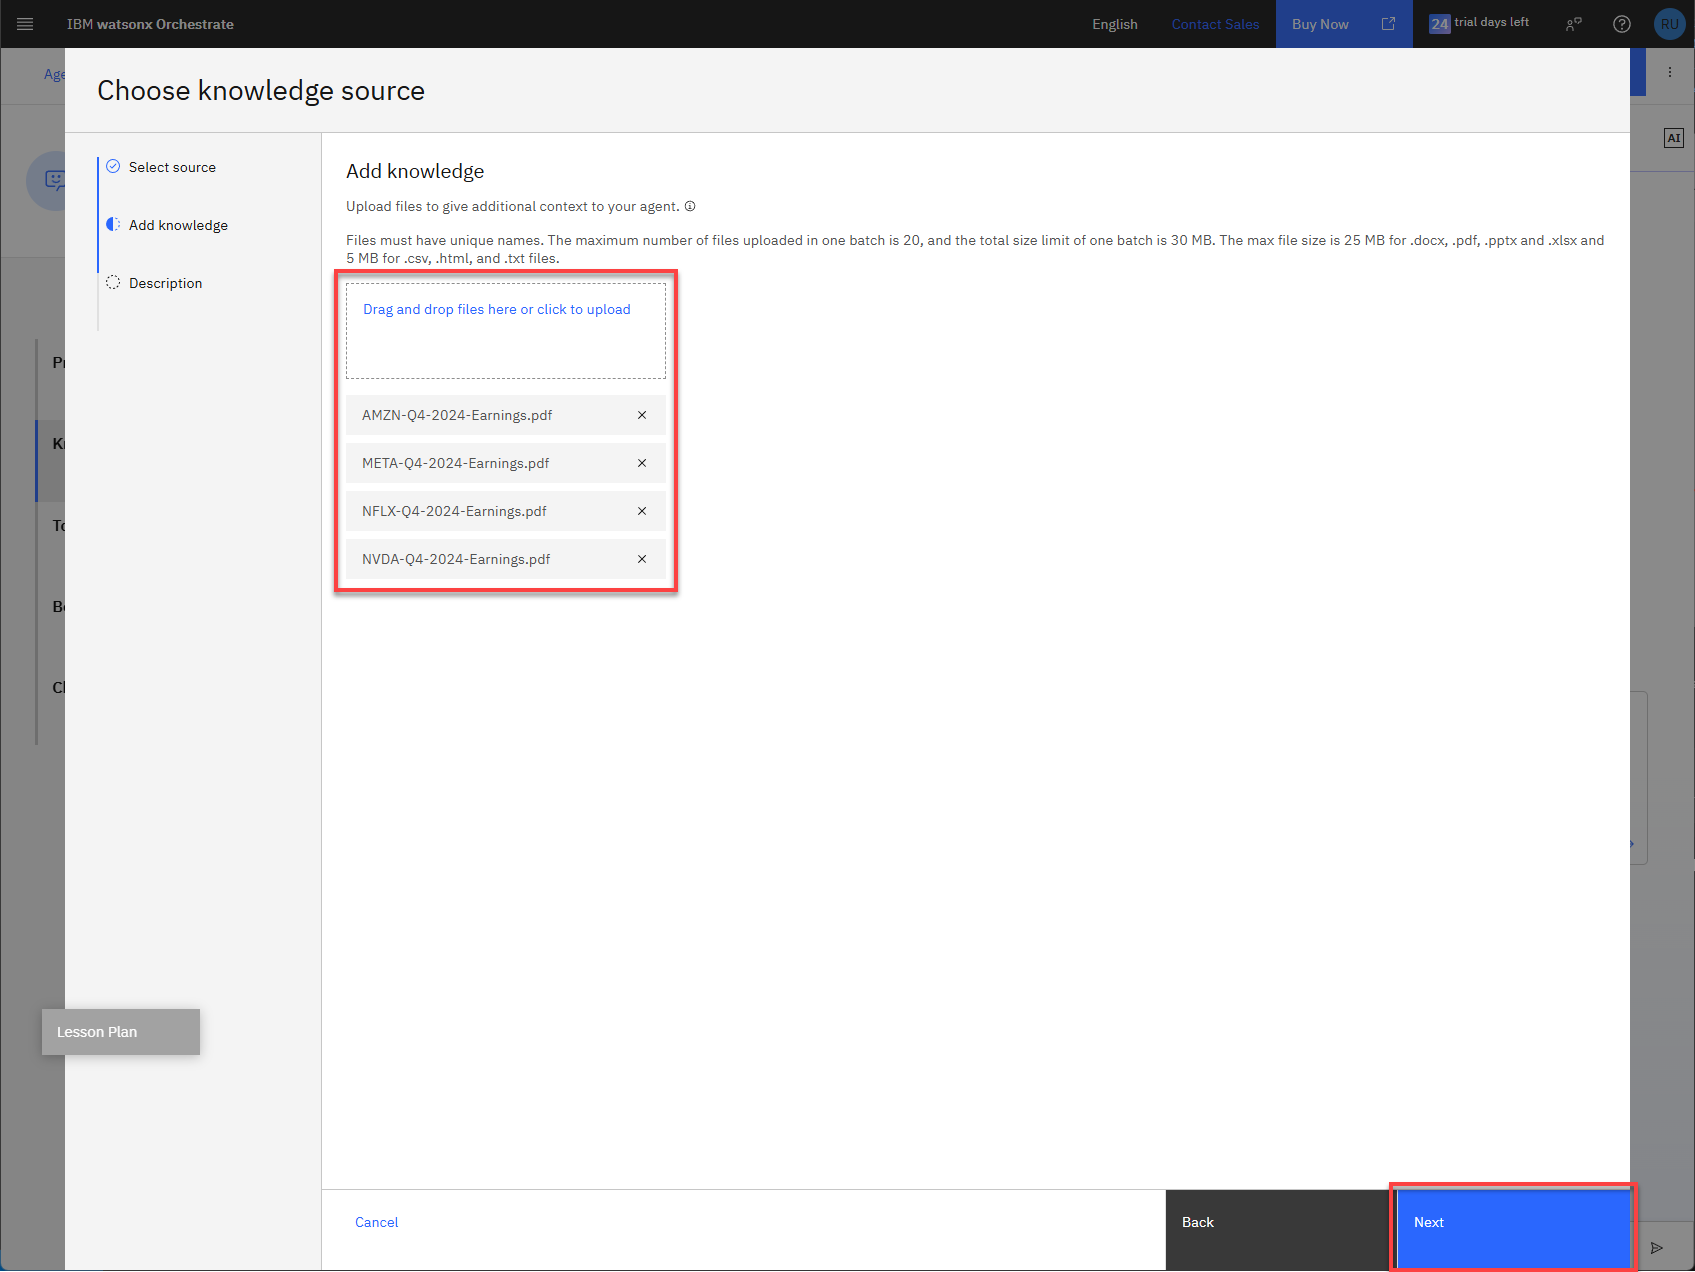 IBM watsonx Orchestrate
English
Contact Sales
Buy Now
24 trial days left
RU
Age
AI
Choose knowledge source
Select source
Add knowledge
Description
Add knowledge
Upload files to give additional context to your agent.
Files must have unique names. The maximum number of files uploaded in one batch is 20, and the total size limit of one batch is 30 MB. The max file size is 25 MB for .docx, .pdf, .pptx and .xlsx and
5 MB for .csv, .html, and .txt files.
Drag and drop files here or click to upload
AMZN-Q4-2024-Earnings.pdf
META-Q4-2024-Earnings.pdf
NFLX-Q4-2024-Earnings.pdf
NVDA-Q4-2024-Earnings.pdf
Lesson Plan
Cancel
Back
Next